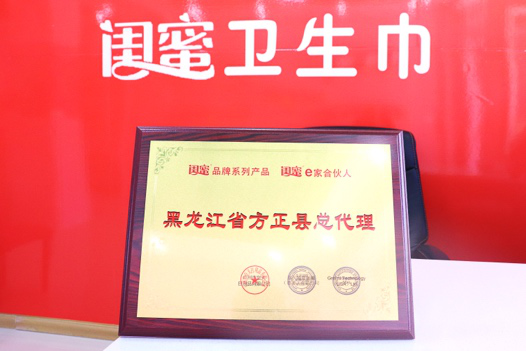 闺蜜卫生巾
闺蜜品牌系列产品 闺蜜e家合伙人
黑龙江省方正县总代理